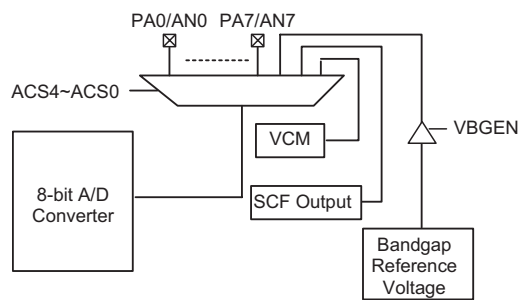 PA0/AN0 PA7/AN7
ACS4~ACS0
VBGEN
VCM
8-bit A/D
Converter
SCF Output
Bandgap
Reference
Voltage